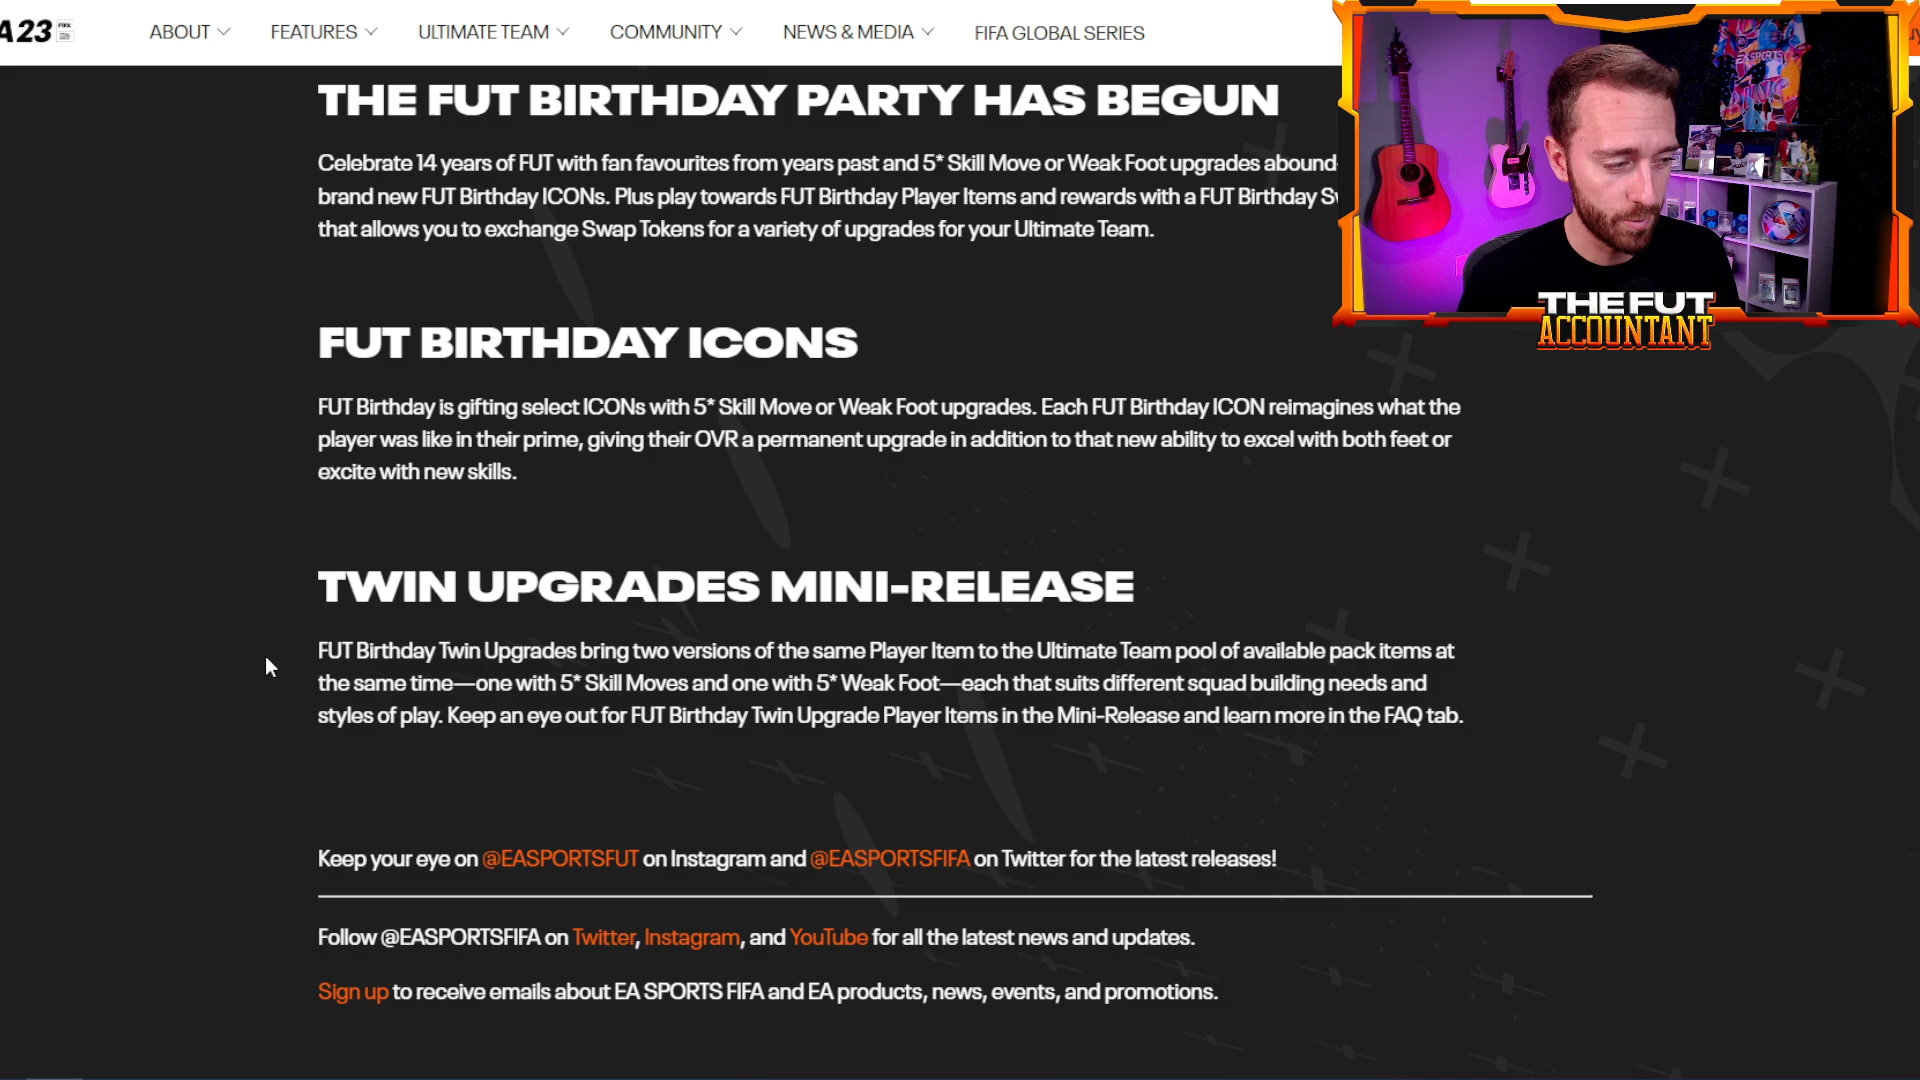 A 23
ABOUT FEATURES ULTIMATE TEAM COMMUNITY NEWS & MEDIA FIFA GLOBAL SERIES
THE FUT BIRTHDAY PARTY HAS BEGUN
Celebrate 14 years of FUT with fan favourites from years past and 5* Skill Move or Weak Foot upgrades abound-
brand new FUT Birthday ICONs. Plus play towards FUT Birthday Player Items and rewards with a FUT Birthday
that allows you to exchange Swap Tokens for a variety of upgrades for your Ultimate Team.
EA SPORTS
THE FUT
ACCOUNTANT
FUT BIRTHDAY ICONS
FUT Birthday is gifting select ICONs with 5* Skill Move or Weak Foot upgrades. Each FUT Birthday ICON reimagines what the
player was like in their prime, giving their OVR a permanent upgrade in addition to that new ability to excel with both feet or
excite with new skills.
TWIN UPGRADES MINI-RELEASE
FUT Birthday Twin Upgrades bring two versions of the same Player Item to the Ultimate Team pool of available pack items at
the same time—one with 5* Skill Moves and one with 5* Weak Foot—each that suits different squad building needs and
styles of play. Keep an eye out for FUT Birthday Twin Upgrade Player Items in the Mini-Release and learn more in the FAQ tab.
Keep your eye on @EASPORTSFUT on Instagram and @EASPORTSFIFA on Twitter for the latest releases!
Follow @EASPORTSFIFA on Twitter, Instagram, and YouTube for all the latest news and updates.
Sign up to receive emails about EA SPORTS FIFA and EA products, news, events, and promotions.